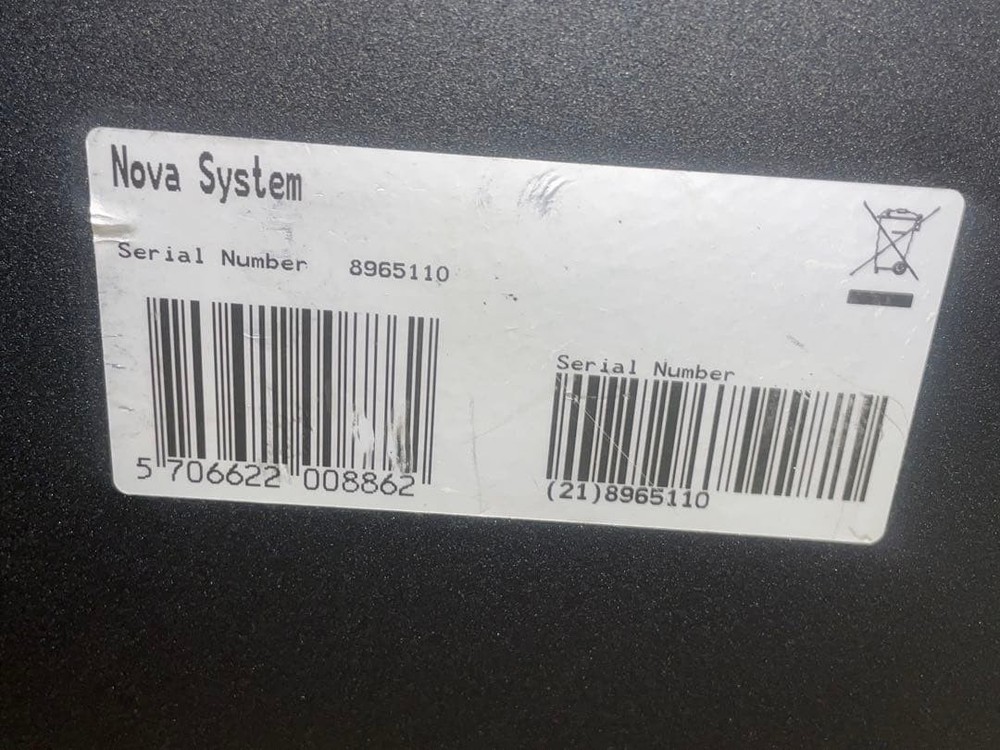 Nova System
Serial Number 8965110
5 706622 008862
Serial Number
(21)8965110